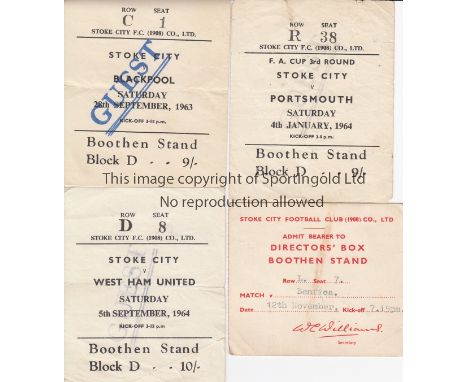 ROW SEAT
C 1
STOKE CITY F.C. (1908) CO., LTD.
STOKE CITY
v
BLACKPOOL
SATURDAY
28th SEPTEMBER, 1963
KICK-OFF 3-15 p.m.
GUEST
Boothen Stand
Block D - - 9/-
ROW SEAT
R 38
STOKE CITY F.C. (1908) CO., LTD.
F. A. CUP 3rd ROUND
STOKE CITY
v
PORTSMOUTH
SATURDAY
4th JANUARY, 1964
KICK-OFF
Boothen Stand
Block D - - 9/-
This image copyright of Sportingold Ltd
No reproduction allowed
ROW SEAT
D 8
STOKE CITY F.C. (1908) CO., LTD.
STOKE CITY
v
WEST HAM UNITED
SATURDAY
5th SEPTEMBER, 1964
KICK-OFF 3-15 p.m.
Boothen Stand
Block D - - 10/-
STOKE CITY FOOTBALL CLUB (1908) CO., LTD
ADMIT BEARER TO
DIRECTORS' BOX
BOOTHEN STAND
Row L. Seat 7.
MATCH v Benfica.
Date 12th November. Kick-off 7.15pm.
W C Williams.
Secretary